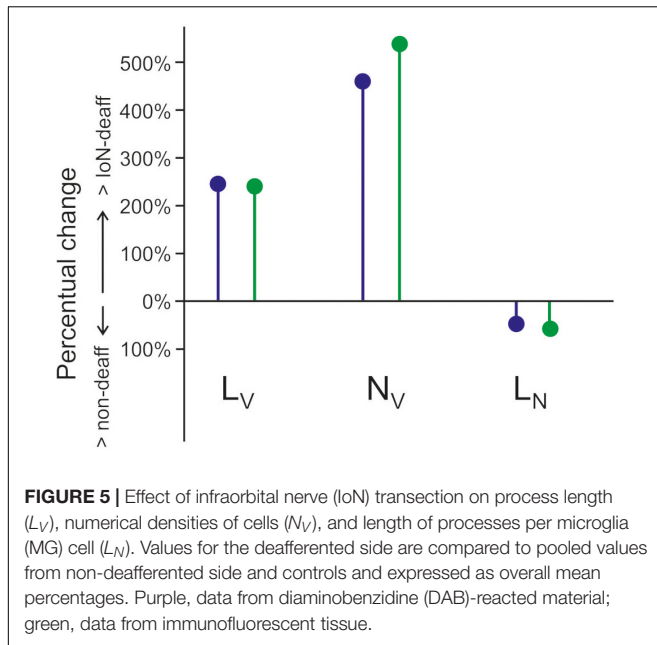 500%
400%
300%
200%
100%
0%
100%
Percentual change
> non-deaff ← → > IoN-deaff
L_V N_V L_N
FIGURE 5 | Effect of infraorbital nerve (IoN) transection on process length
(L_V), numerical densities of cells (N_V), and length of processes per microglia
(MG) cell (L_N). Values for the deafferented side are compared to pooled values
from non-deafferented side and controls and expressed as overall mean
percentages. Purple, data from diaminobenzidine (DAB)-reacted material;
green, data from immunofluorescent tissue.